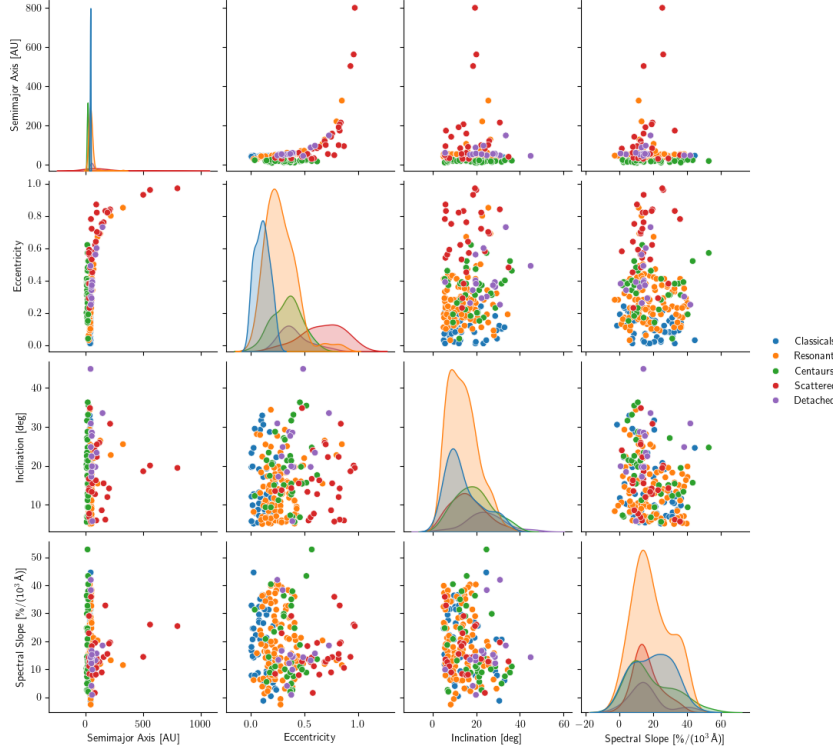 Semimajor Axis [AU]
800
600
400
200
0
Eccentricity
1.0
0.8
0.6
0.4
0.2
0.0
Inclination [deg]
40
30
20
10
Spectral Slope [%/(10³ Å)]
50
40
30
20
10
0
0 500 1000
0.0 0.5 1.0
0 20 40 60
−20 0 20 40 60
Semimajor Axis [AU]
Eccentricity
Inclination [deg]
Spectral Slope [%/(10³ Å)]
Classicals
Resonant
Centaurs
Scattered
Detached